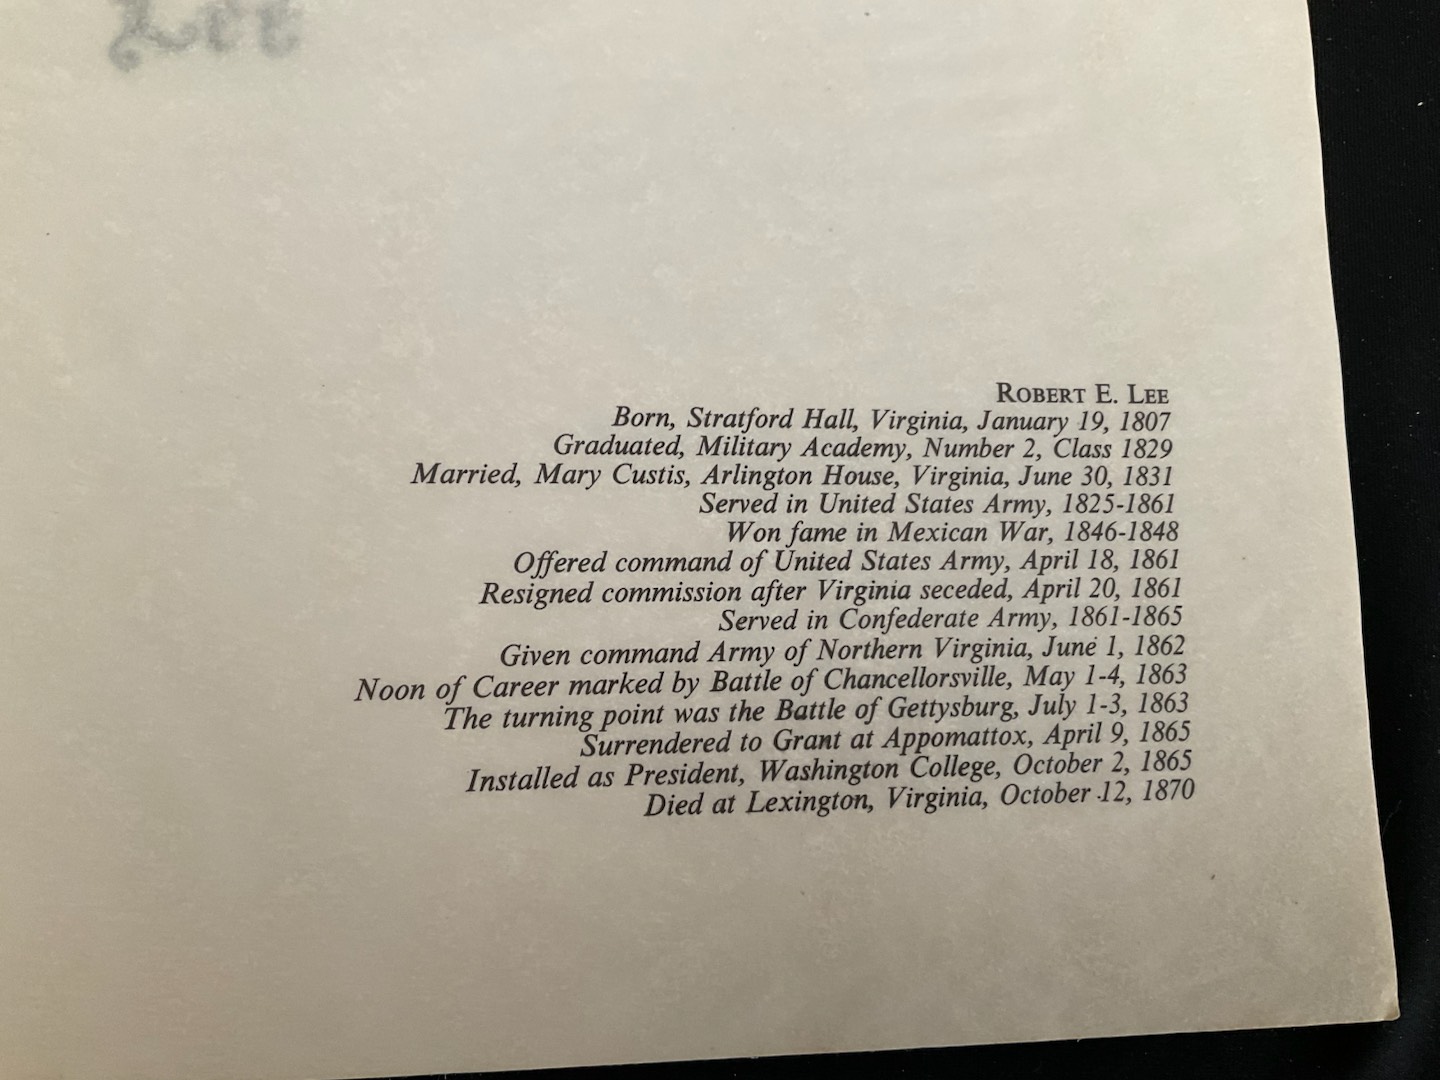 Lee
ROBERT E. LEE
Born, Stratford Hall, Virginia, January 19, 1807
Graduated, Military Academy, Number 2, Class 1829
Married, Mary Custis, Arlington House, Virginia, June 30, 1831
Served in United States Army, 1825-1861
Won fame in Mexican War, 1846-1848
Offered command of United States Army, April 18, 1861
Resigned commission after Virginia seceded, April 20, 1861
Served in Confederate Army, 1861-1865
Given command Army of Northern Virginia, June 1, 1862
Noon of Career marked by Battle of Chancellorsville, May 1-4, 1863
The turning point was the Battle of Gettysburg, July 1-3, 1863
Surrendered to Grant at Appomattox, April 9, 1865
Installed as President, Washington College, October 2, 1865
Died at Lexington, Virginia, October 12, 1870